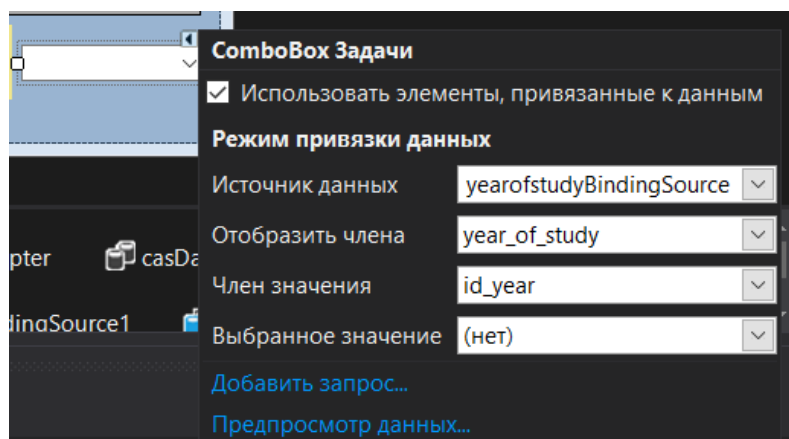 ComboBox Задачи
Использовать элементы, привязанные к данным
Режим привязки данных
Источник данных yearofstudyBindingSource
Отобразить члена year_of_study
pter casDa
Член значения id_year
dingSource1
Выбранное значение (нет)
Добавить запрос...
Предпросмотр данных...